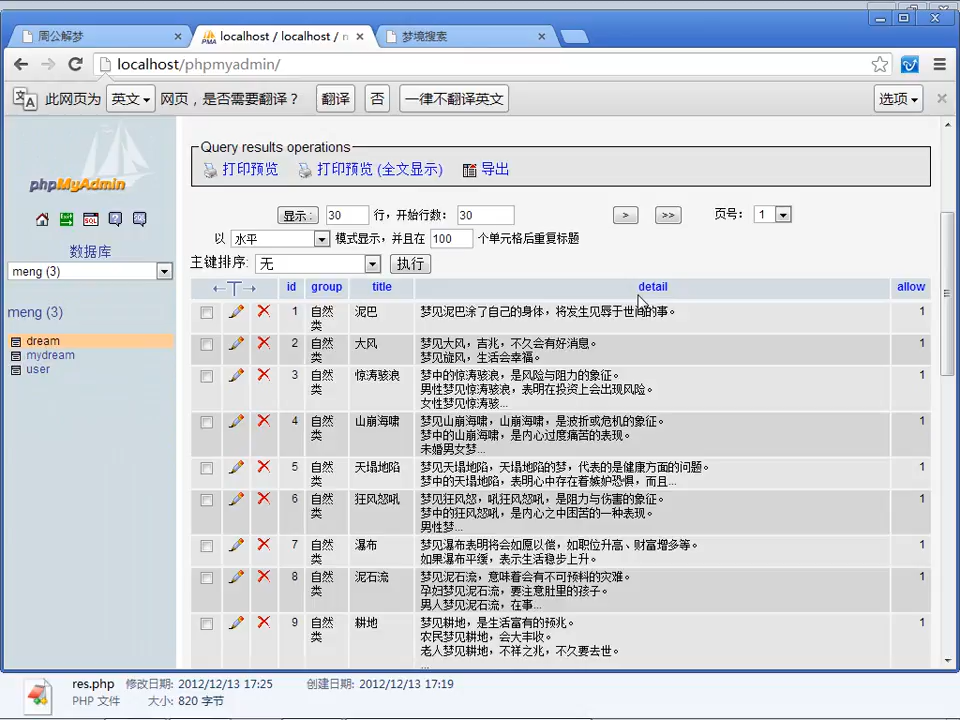 周公解梦
localhost / localhost / n
梦境搜索
localhost/phpmyadmin/
此网页为 英文 网页，是否需要翻译？ 翻译 否 一律不翻译英文 选项
phpMyAdmin
数据库
meng (3)
meng (3)
dream
mydream
user
Query results operations
打印预览 打印预览 (全文显示) 导出
显示: 30 行，开始行数: 30 > >> 页号: 1
以 水平 模式显示，并且在 100 个单元格后重复标题
主键排序: 无 执行
←T→ id group title detail allow
1 自然类 泥巴 梦见泥巴涂了自己的身体，将发生见辱于世间的事。 1
2 自然类 大风 梦见大风，吉兆，不久会有好消息。 1
梦见旋风，生活会幸福。
3 自然类 惊涛骇浪 梦中的惊涛骇浪，是风险与阻力的象征。 1
男性梦见惊涛骇浪，表明在投资上会出现风险。
女性梦见惊涛骇...
4 自然类 山崩海啸 梦见山崩海啸，山崩海啸，是波折或危机的象征。 1
梦中的山崩海啸，是内心过度痛苦的表现。
未婚男女梦...
5 自然类 天塌地陷 梦见天塌地陷，天塌地陷的梦，代表的是健康方面的问题。 1
梦中的天塌地陷，表明心中存在着嫉妒恐惧，而且...
6 自然类 狂风怒吼 梦见狂风怒，吼狂风怒吼，是阻力与伤害的象征。 1
梦中的狂风怒吼，是内心之中困苦的一种表现。
男性梦...
7 自然类 瀑布 梦见瀑布表明将会如愿以偿，如职位升高、财富增多等。 1
如果瀑布平缓，表示生活稳步上升。
8 自然类 泥石流 梦见泥石流，意味着会有不可预料的灾难。 1
孕妇梦见泥石流，要注意肚里的孩子。
男人梦见泥石流，在事...
9 自然类 耕地 梦见耕地，是生活富有的预兆。 1
农民梦见耕地，会大丰收。
老人梦见耕地，不祥之兆，不久要去世。
...
res.php 修改日期: 2012/12/13 17:25 创建日期: 2012/12/13 17:19
PHP 文件 大小: 820 字节